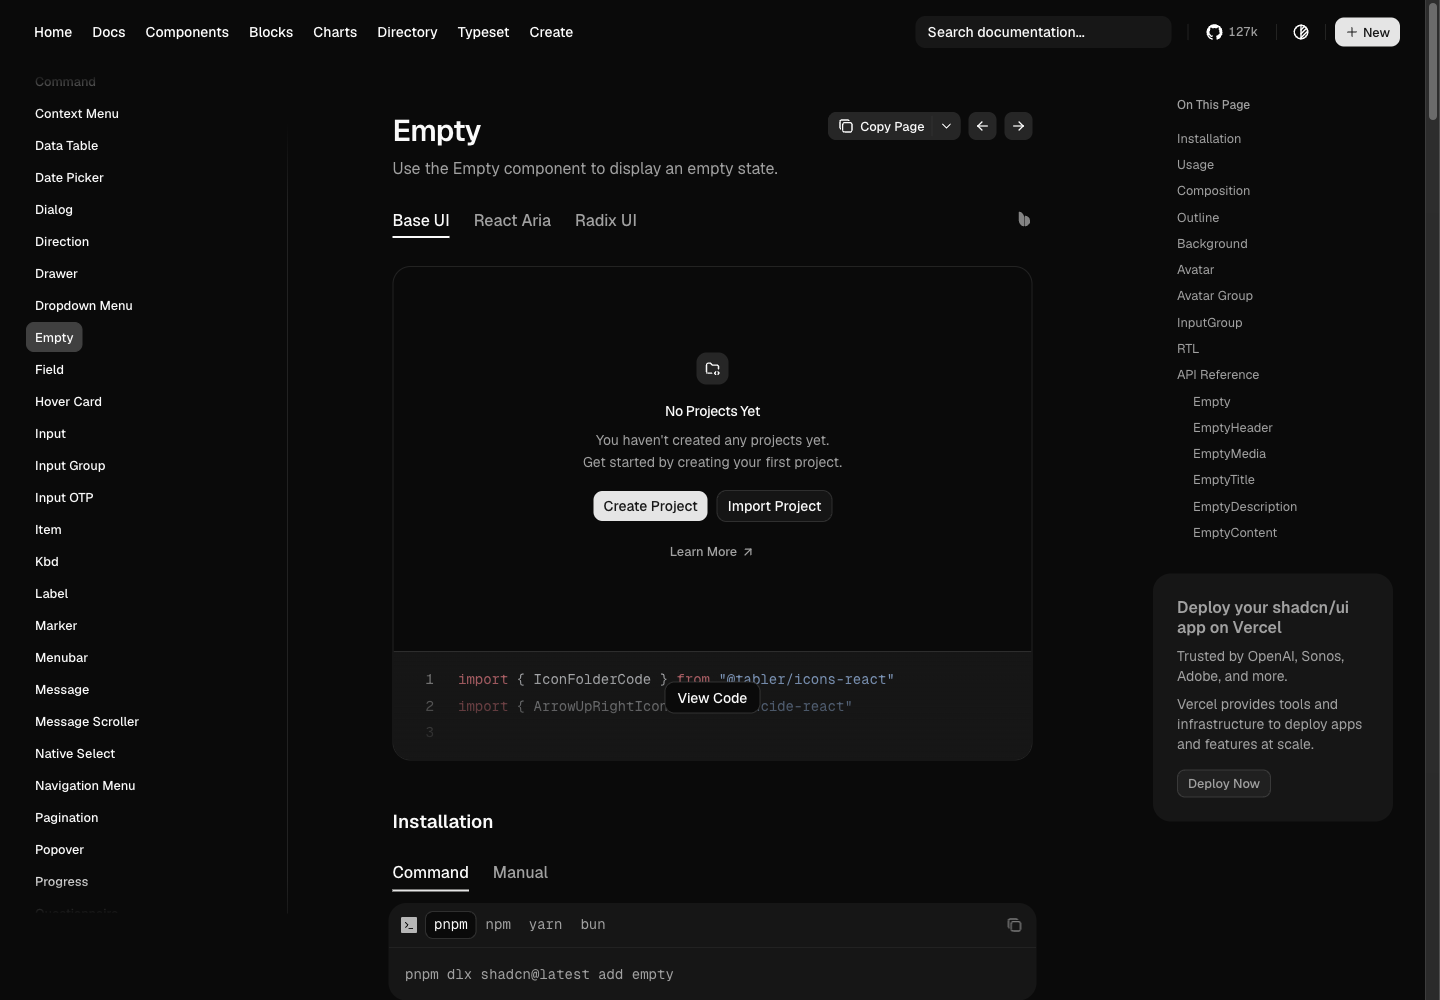 Home
Docs
Components
Blocks
Charts
Directory
Typeset
Create
Search documentation...
127k
New
Command
Context Menu
Data Table
Date Picker
Dialog
Direction
Drawer
Dropdown Menu
Empty
Field
Hover Card
Input
Input Group
Input OTP
Item
Kbd
Label
Marker
Menubar
Message
Message Scroller
Native Select
Navigation Menu
Pagination
Popover
Progress
Empty
Copy Page
Use the Empty component to display an empty state.
Base UI
React Aria
Radix UI
No Projects Yet
You haven't created any projects yet.
Get started by creating your first project.
Create Project
Import Project
Learn More
1 import { IconFolderCode } from "@tabler/icons-react"
2 import { ArrowUpRightIcon
View Code
3
Installation
Command
Manual
pnpm
npm
yarn
bun
pnpm dlx shadcn@latest add empty
On This Page
Installation
Usage
Composition
Outline
Background
Avatar
Avatar Group
InputGroup
RTL
API Reference
Empty
EmptyHeader
EmptyMedia
EmptyTitle
EmptyDescription
EmptyContent
Deploy your shadcn/ui
app on Vercel
Trusted by OpenAI, Sonos,
Adobe, and more.
Vercel provides tools and
infrastructure to deploy apps
and features at scale.
Deploy Now